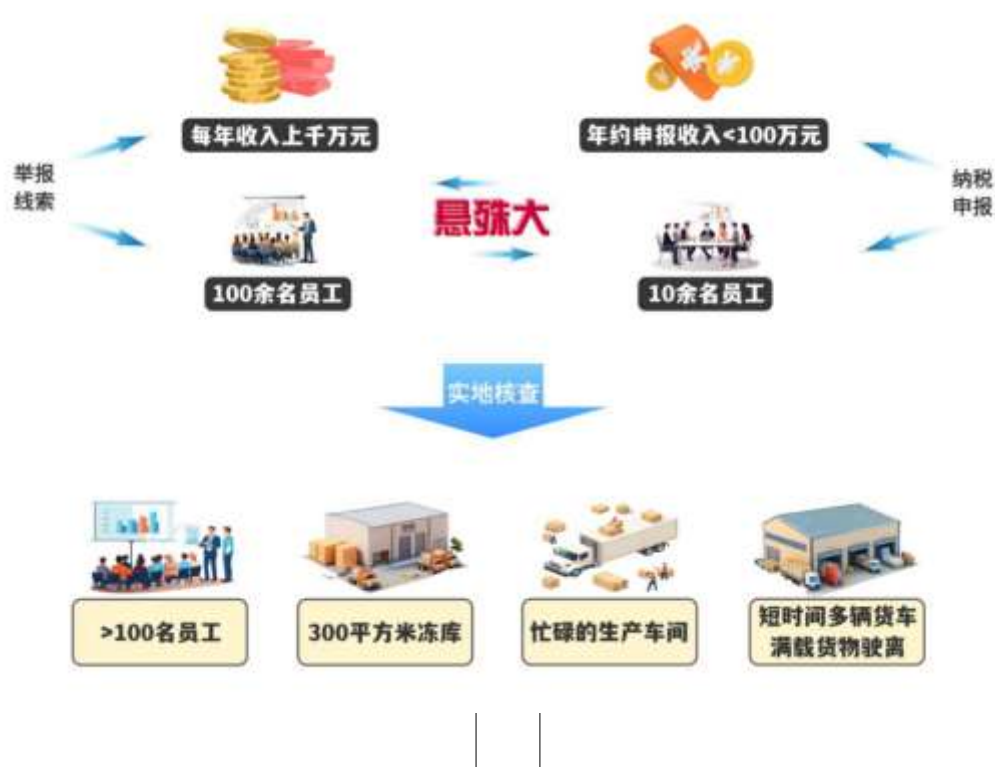 每年收入上千万元
年约申报收入<100万元
举报
线索
纳税
申报
悬殊大
100余名员工
10余名员工
实地核查
>100名员工
300平方米冻库
忙碌的生产车间
短时间多辆货车
满载货物驶离